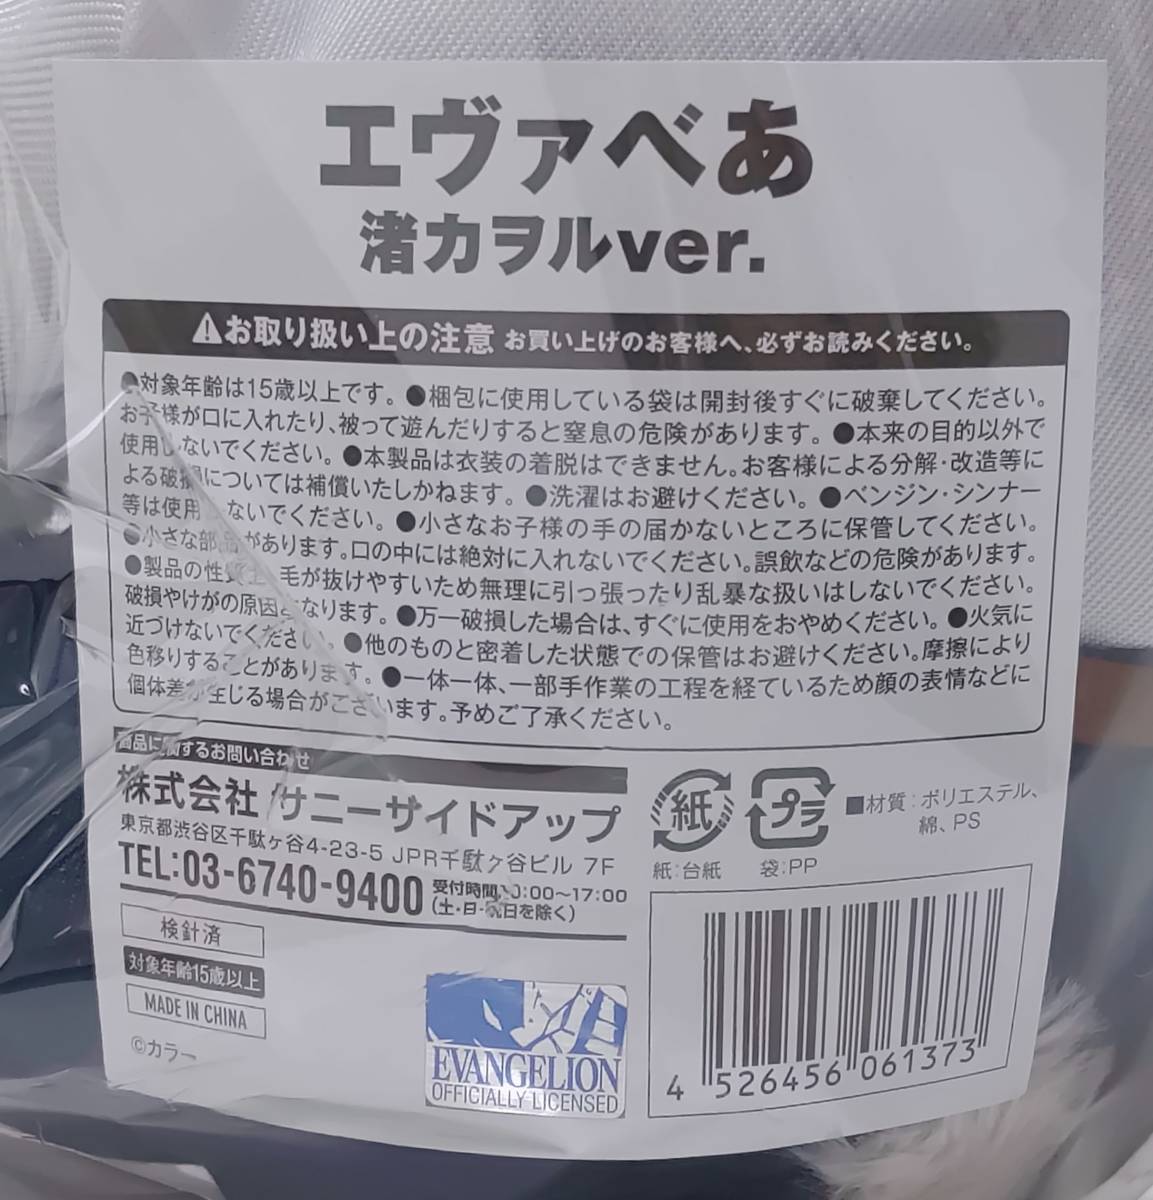 エヴァべあ
渚カヲルver.
お取り扱い上の注意 お買い上げのお客様へ、必ずお読みください。
●対象年齢は15歳以上です。●梱包に使用している袋は開封後すぐに破棄してください。
お子様が口に入れたり、被って遊んだりすると窒息の危険があります。●本来の目的以外で
使用しないでください。●本製品は衣装の着脱はできません。お客様による分解・改造等に
よる破損については補償いたしかねます。●洗濯はお避けください。●ベンジン・シンナー
等は使用しないでください。●小さなお子様の手の届かないところに保管してください。
●小さな部品があります。口の中には絶対に入れないでください。誤飲などの危険があります。
●製品の性質上、毛が抜けやすいため無理に引っ張ったり乱暴な扱いはしないでください。
破損やけがの原因となります。●万一破損した場合は、すぐに使用をおやめください。●火気に
近づけないでください。●他のものと密着した状態での保管はお避けください。摩擦により
色移りすることがあります。●一体一体、一部手作業の工程を経ているため顔の表情などに
個体差が生じる場合がございます。予めご了承ください。
商品に関するお問い合わせ
株式会社 サニーサイドアップ
東京都渋谷区千駄ヶ谷4-23-5 JPR千駄ヶ谷ビル 7F
TEL:03-6740-9400 受付時間 :00〜17:00
(土・日・祝日を除く)
検針済
対象年齢15歳以上
MADE IN CHINA
©カラー
EVANGELION
OFFICIALLY LICENSED
紙
プラ
紙:台紙
袋:PP
■材質:ポリエステル、
綿、PS
4 526456 061373